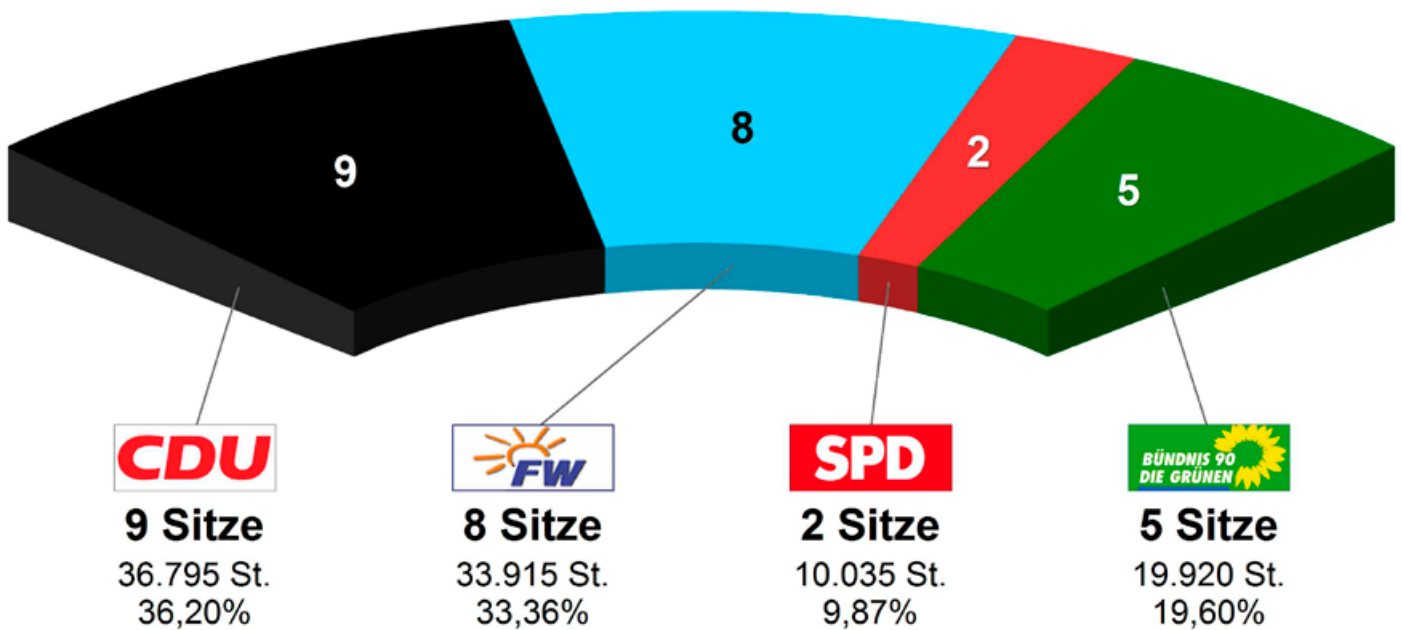 9
8
2
5
CDU
FW
SPD
BÜNDNIS 90
DIE GRÜNEN
9 Sitze
8 Sitze
2 Sitze
5 Sitze
36.795 St.
33.915 St.
10.035 St.
19.920 St.
36,20%
33,36%
9,87%
19,60%